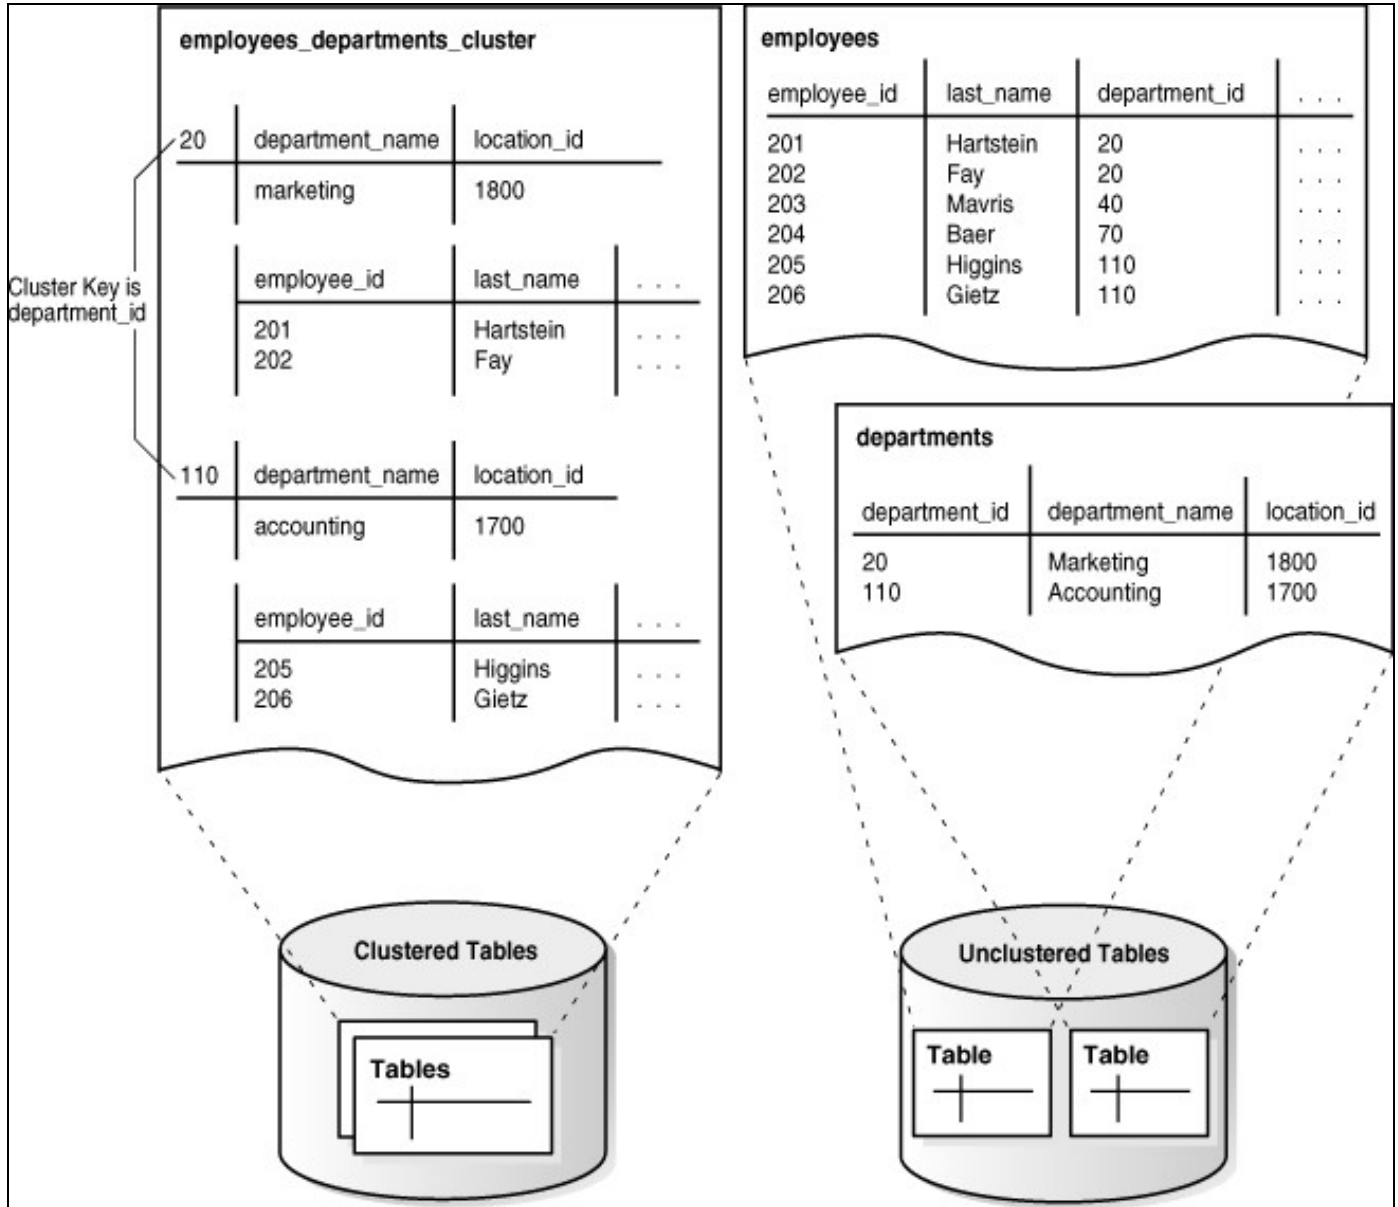 employees_departments_cluster
20 department_name location_id
marketing 1800
employee_id last_name . . .
201 Hartstein . . .
202 Fay . . .
Cluster Key is
department_id
110 department_name location_id
accounting 1700
employee_id last_name . . .
205 Higgins . . .
206 Gietz . . .
Clustered Tables
Tables
employees
employee_id last_name department_id . . .
201 Hartstein 20 . . .
202 Fay 20 . . .
203 Mavris 40 . . .
204 Baer 70 . . .
205 Higgins 110 . . .
206 Gietz 110 . . .
departments
department_id department_name location_id
20 Marketing 1800
110 Accounting 1700
Unclustered Tables
Table Table